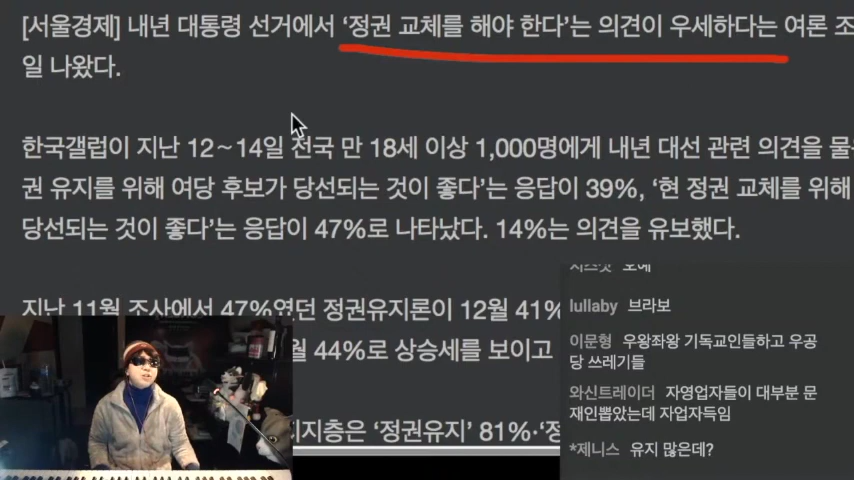 [서울경제] 내년 대통령 선거에서 ‘정권 교체를 해야 한다’는 의견이 우세하다는 여론 조
일 나왔다.
한국갤럽이 지난 12~14일 전국 만 18세 이상 1,000명에게 내년 대선 관련 의견을 물
권 유지를 위해 여당 후보가 당선되는 것이 좋다’는 응답이 39%, ‘현 정권 교체를 위해
당선되는 것이 좋다’는 응답이 47%로 나타났다. 14%는 의견을 유보했다.
지난 11월 조사에서 47%였던 정권유지론이 12월 41%
월 44%로 상승세를 보이고
지지층은 ‘정권유지’ 81%·‘정
lullaby 브라보
이문형 우왕좌왕 기독교인들하고 우공
당 쓰레기들
와신트레이더 자영업자들이 대부분 문
재인뽑았는데 자업자득임
*제니스 유지 많은데?